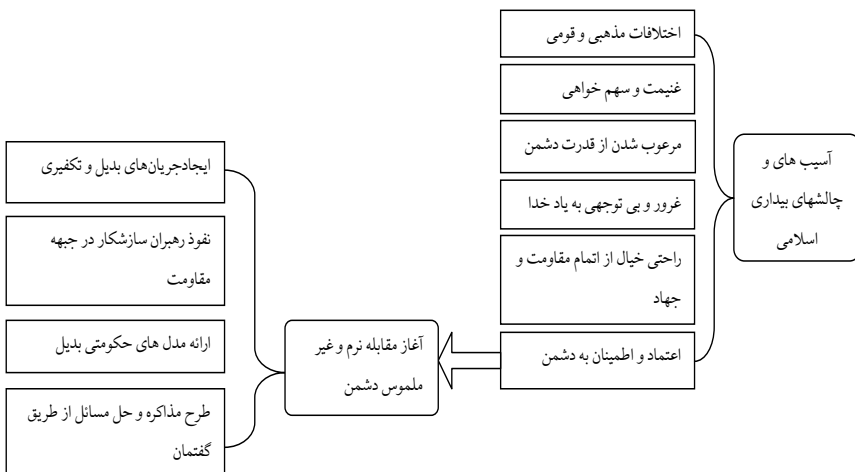 آسیب های و
چالشهای بیداری
اسلامی
اختلافات مذهبی و قومی
غنیمت و سهم خواهی
مرعوب شدن از قدرت دشمن
غرور و بی توجهی به یاد خدا
راحتی خیال از اتمام مقاومت و
جهاد
اعتماد و اطمینان به دشمن
آغاز مقابله نرم و غیر
ملموس دشمن
ایجادجریان‌های بدیل و تکفیری
نفوذ رهبران سازشکار در جبهه
مقاومت
ارائه مدل های حکومتی بدیل
طرح مذاکره و حل مسائل از طریق
گفتمان